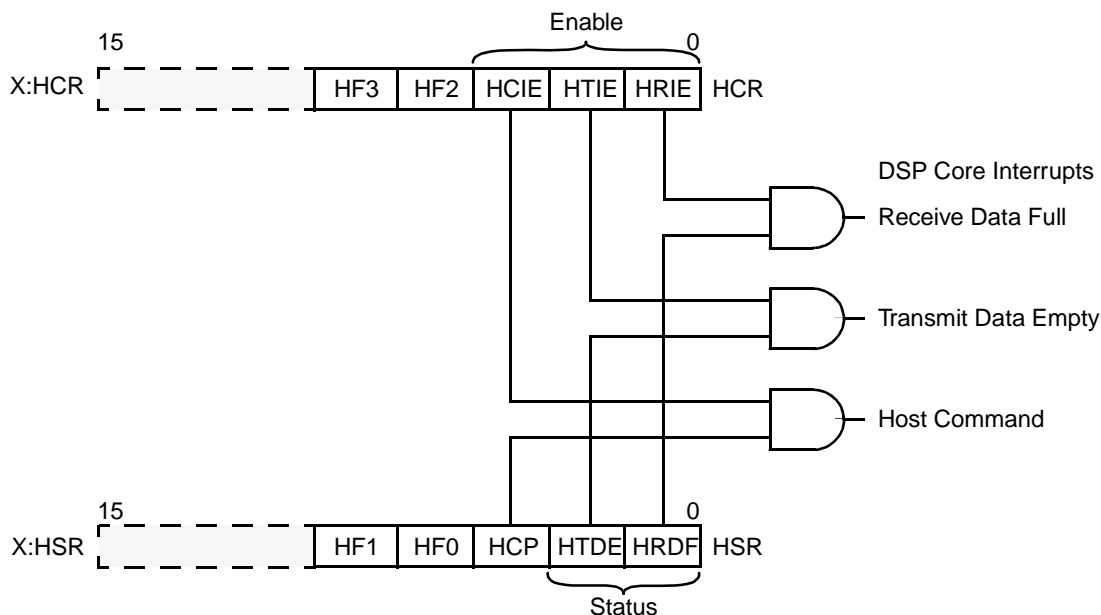 Enable
15 0
X:HCR HF3 HF2 HCIE HTIE HRIE HCR
DSP Core Interrupts
Receive Data Full
Transmit Data Empty
Host Command
15 0
X:HSR HF1 HF0 HCP HTDE HRDF HSR
Status